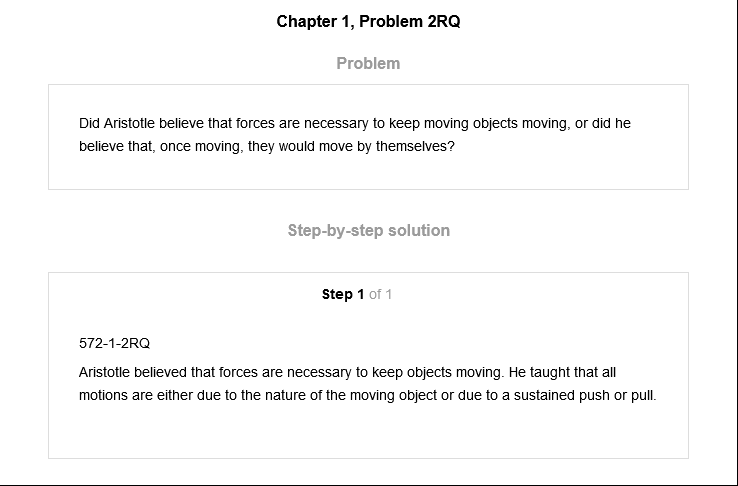 Chapter 1, Problem 2RQ
Problem
Did Aristotle believe that forces are necessary to keep moving objects moving, or did he
believe that, once moving, they would move by themselves?
Step-by-step solution
Step 1 of 1
572-1-2RQ
Aristotle believed that forces are necessary to keep objects moving. He taught that all
motions are either due to the nature of the moving object or due to a sustained push or pull.